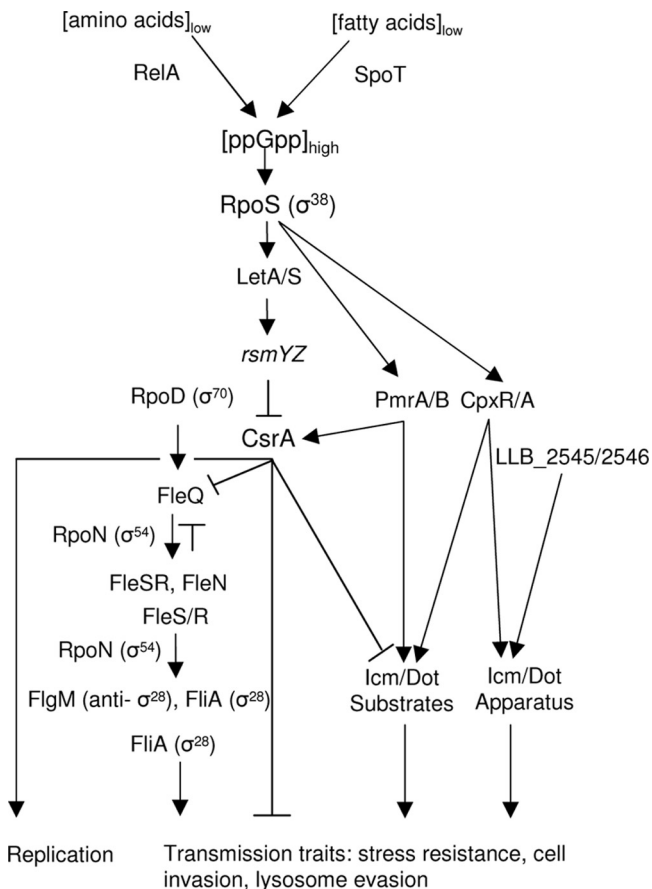 [amino acids]low [fatty acids]low
RelA SpoT
[ppGpp]high
RpoS (σ38)
LetA/S
rsmYZ
RpoD (σ70)
PmrA/B CpxR/A
CsrA
LLB_2545/2546
FleQ
RpoN (σ54)
FleSR, FleN
FleS/R
RpoN (σ54)
Icm/Dot
Substrates
Icm/Dot
Apparatus
FlgM (anti- σ28), FliA (σ28)
FliA (σ28)
Replication
Transmission traits: stress resistance, cell
invasion, lysosome evasion